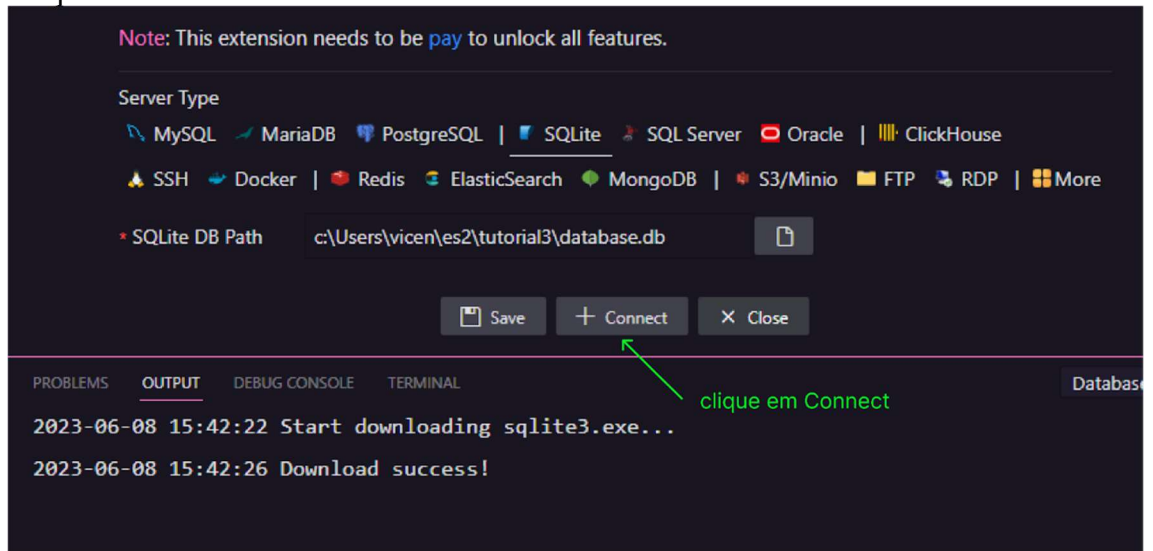 Note: This extension needs to be pay to unlock all features.
Server Type
MySQL MariaDB PostgreSQL | SQLite SQL Server Oracle | ClickHouse
SSH Docker | Redis ElasticSearch MongoDB | S3/Minio FTP RDP | More
* SQLite DB Path c:\Users\vicen\es2\tutorial3\database.db
Save + Connect × Close
PROBLEMS OUTPUT DEBUG CONSOLE TERMINAL Database
clique em Connect
2023-06-08 15:42:22 Start downloading sqlite3.exe...
2023-06-08 15:42:26 Download success!